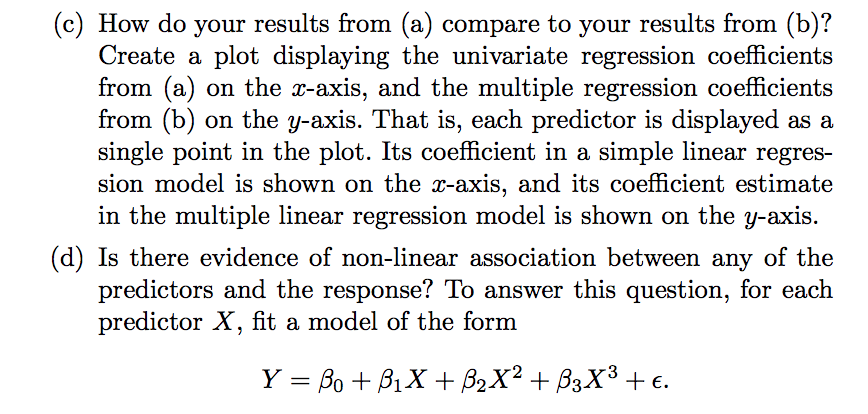 (c) How do your results from (a) compare to your results from (b)?
Create a plot displaying the univariate regression coefficients
from (a) on the x-axis, and the multiple regression coefficients
from (b) on the y-axis. That is, each predictor is displayed as a
single point in the plot. Its coefficient in a simple linear regres-
sion model is shown on the x-axis, and its coefficient estimate
in the multiple linear regression model is shown on the y-axis.
(d) Is there evidence of non-linear association between any of the
predictors and the response? To answer this question, for each
predictor X, fit a model of the form
Y = β₀ + β₁X + β₂X² + β₃X³ + ϵ.